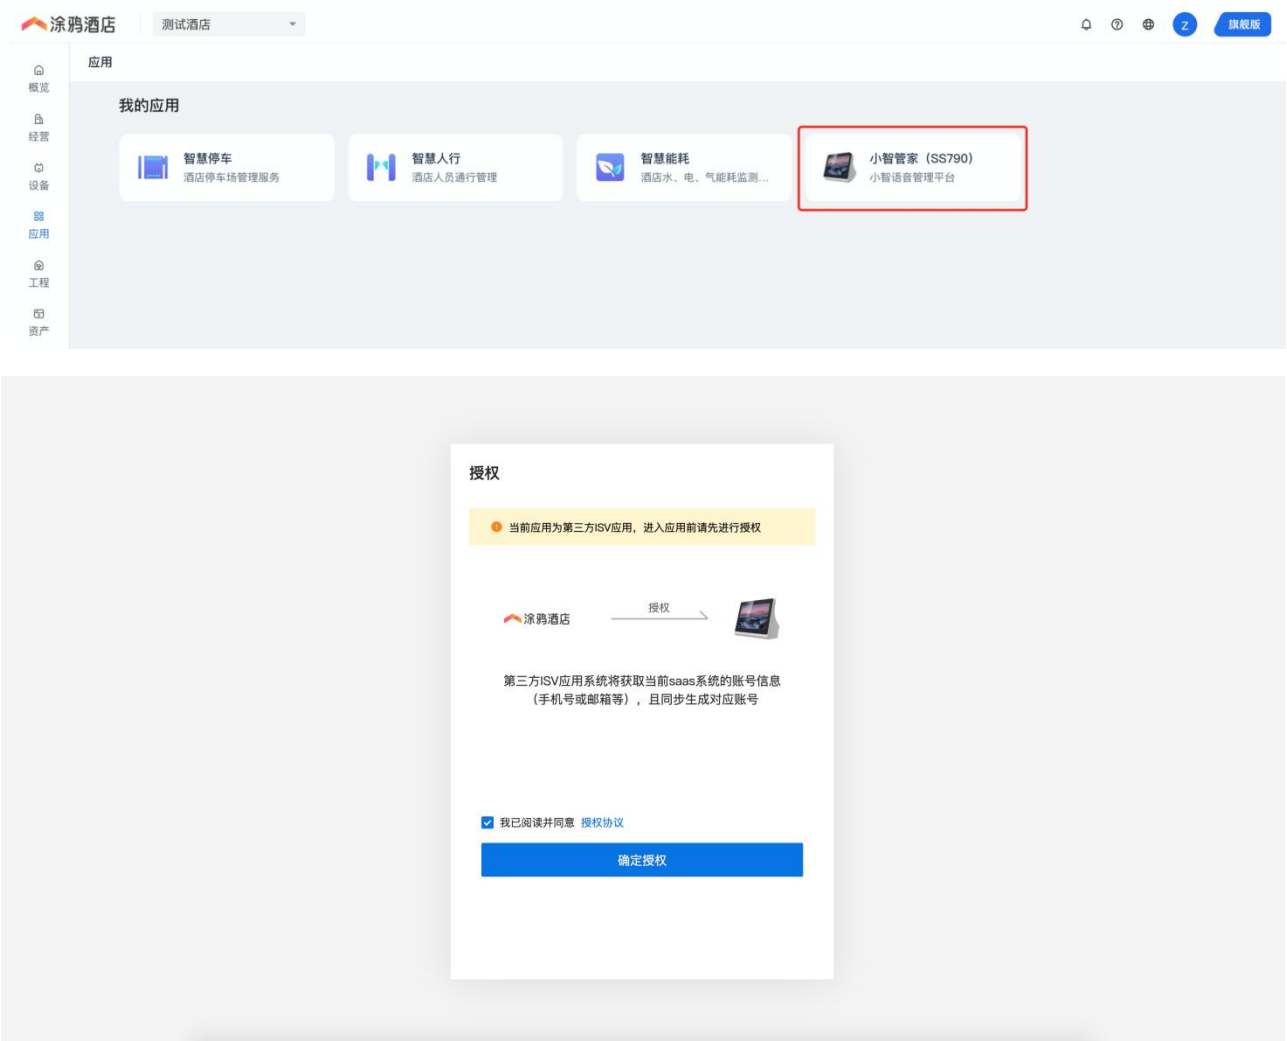 涂鸦酒店
测试酒店
Z
旗舰版
概览
经营
设备
应用
工程
资产
应用
我的应用
智慧停车
酒店停车场管理服务
智慧人行
酒店人员通行管理
智慧能耗
酒店水、电、气能耗监测...
小智管家（SS790）
小智语音管理平台
授权
当前应用为第三方ISV应用，进入应用前请先进行授权
涂鸦酒店
授权
第三方ISV应用系统将获取当前saas系统的账号信息
（手机号或邮箱等），且同步生成对应账号
我已阅读并同意 授权协议
确定授权